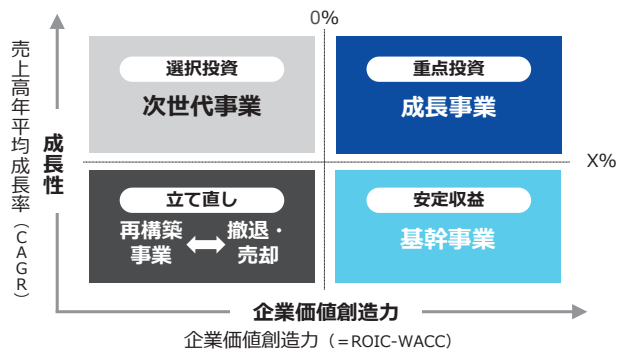 0%
売上高年平均成長率（CAGR）
成長性
選択投資
次世代事業
重点投資
成長事業
X%
立て直し
再構築
事業
撤退・
売却
安定収益
基幹事業
企業価値創造力
企業価値創造力（＝ROIC-WACC）